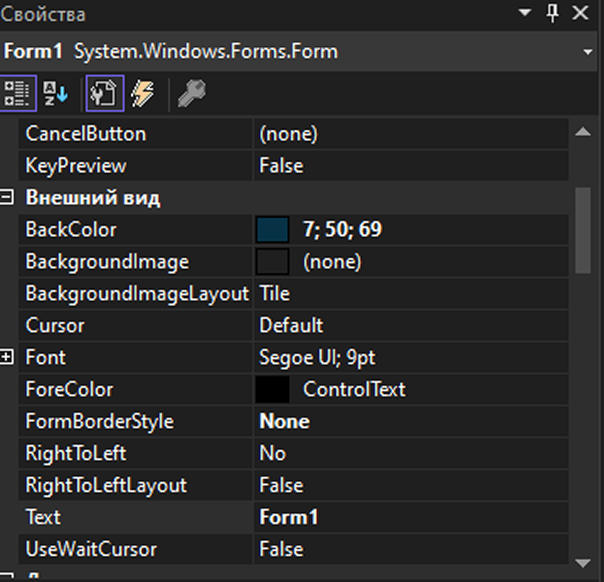 Свойства
Form1 System.Windows.Forms.Form
CancelButton (none)
KeyPreview False
Внешний вид
BackColor 7; 50; 69
BackgroundImage (none)
BackgroundImageLayout Tile
Cursor Default
Font Segoe UI; 9pt
ForeColor ControlText
FormBorderStyle None
RightToLeft No
RightToLeftLayout False
Text Form1
UseWaitCursor False